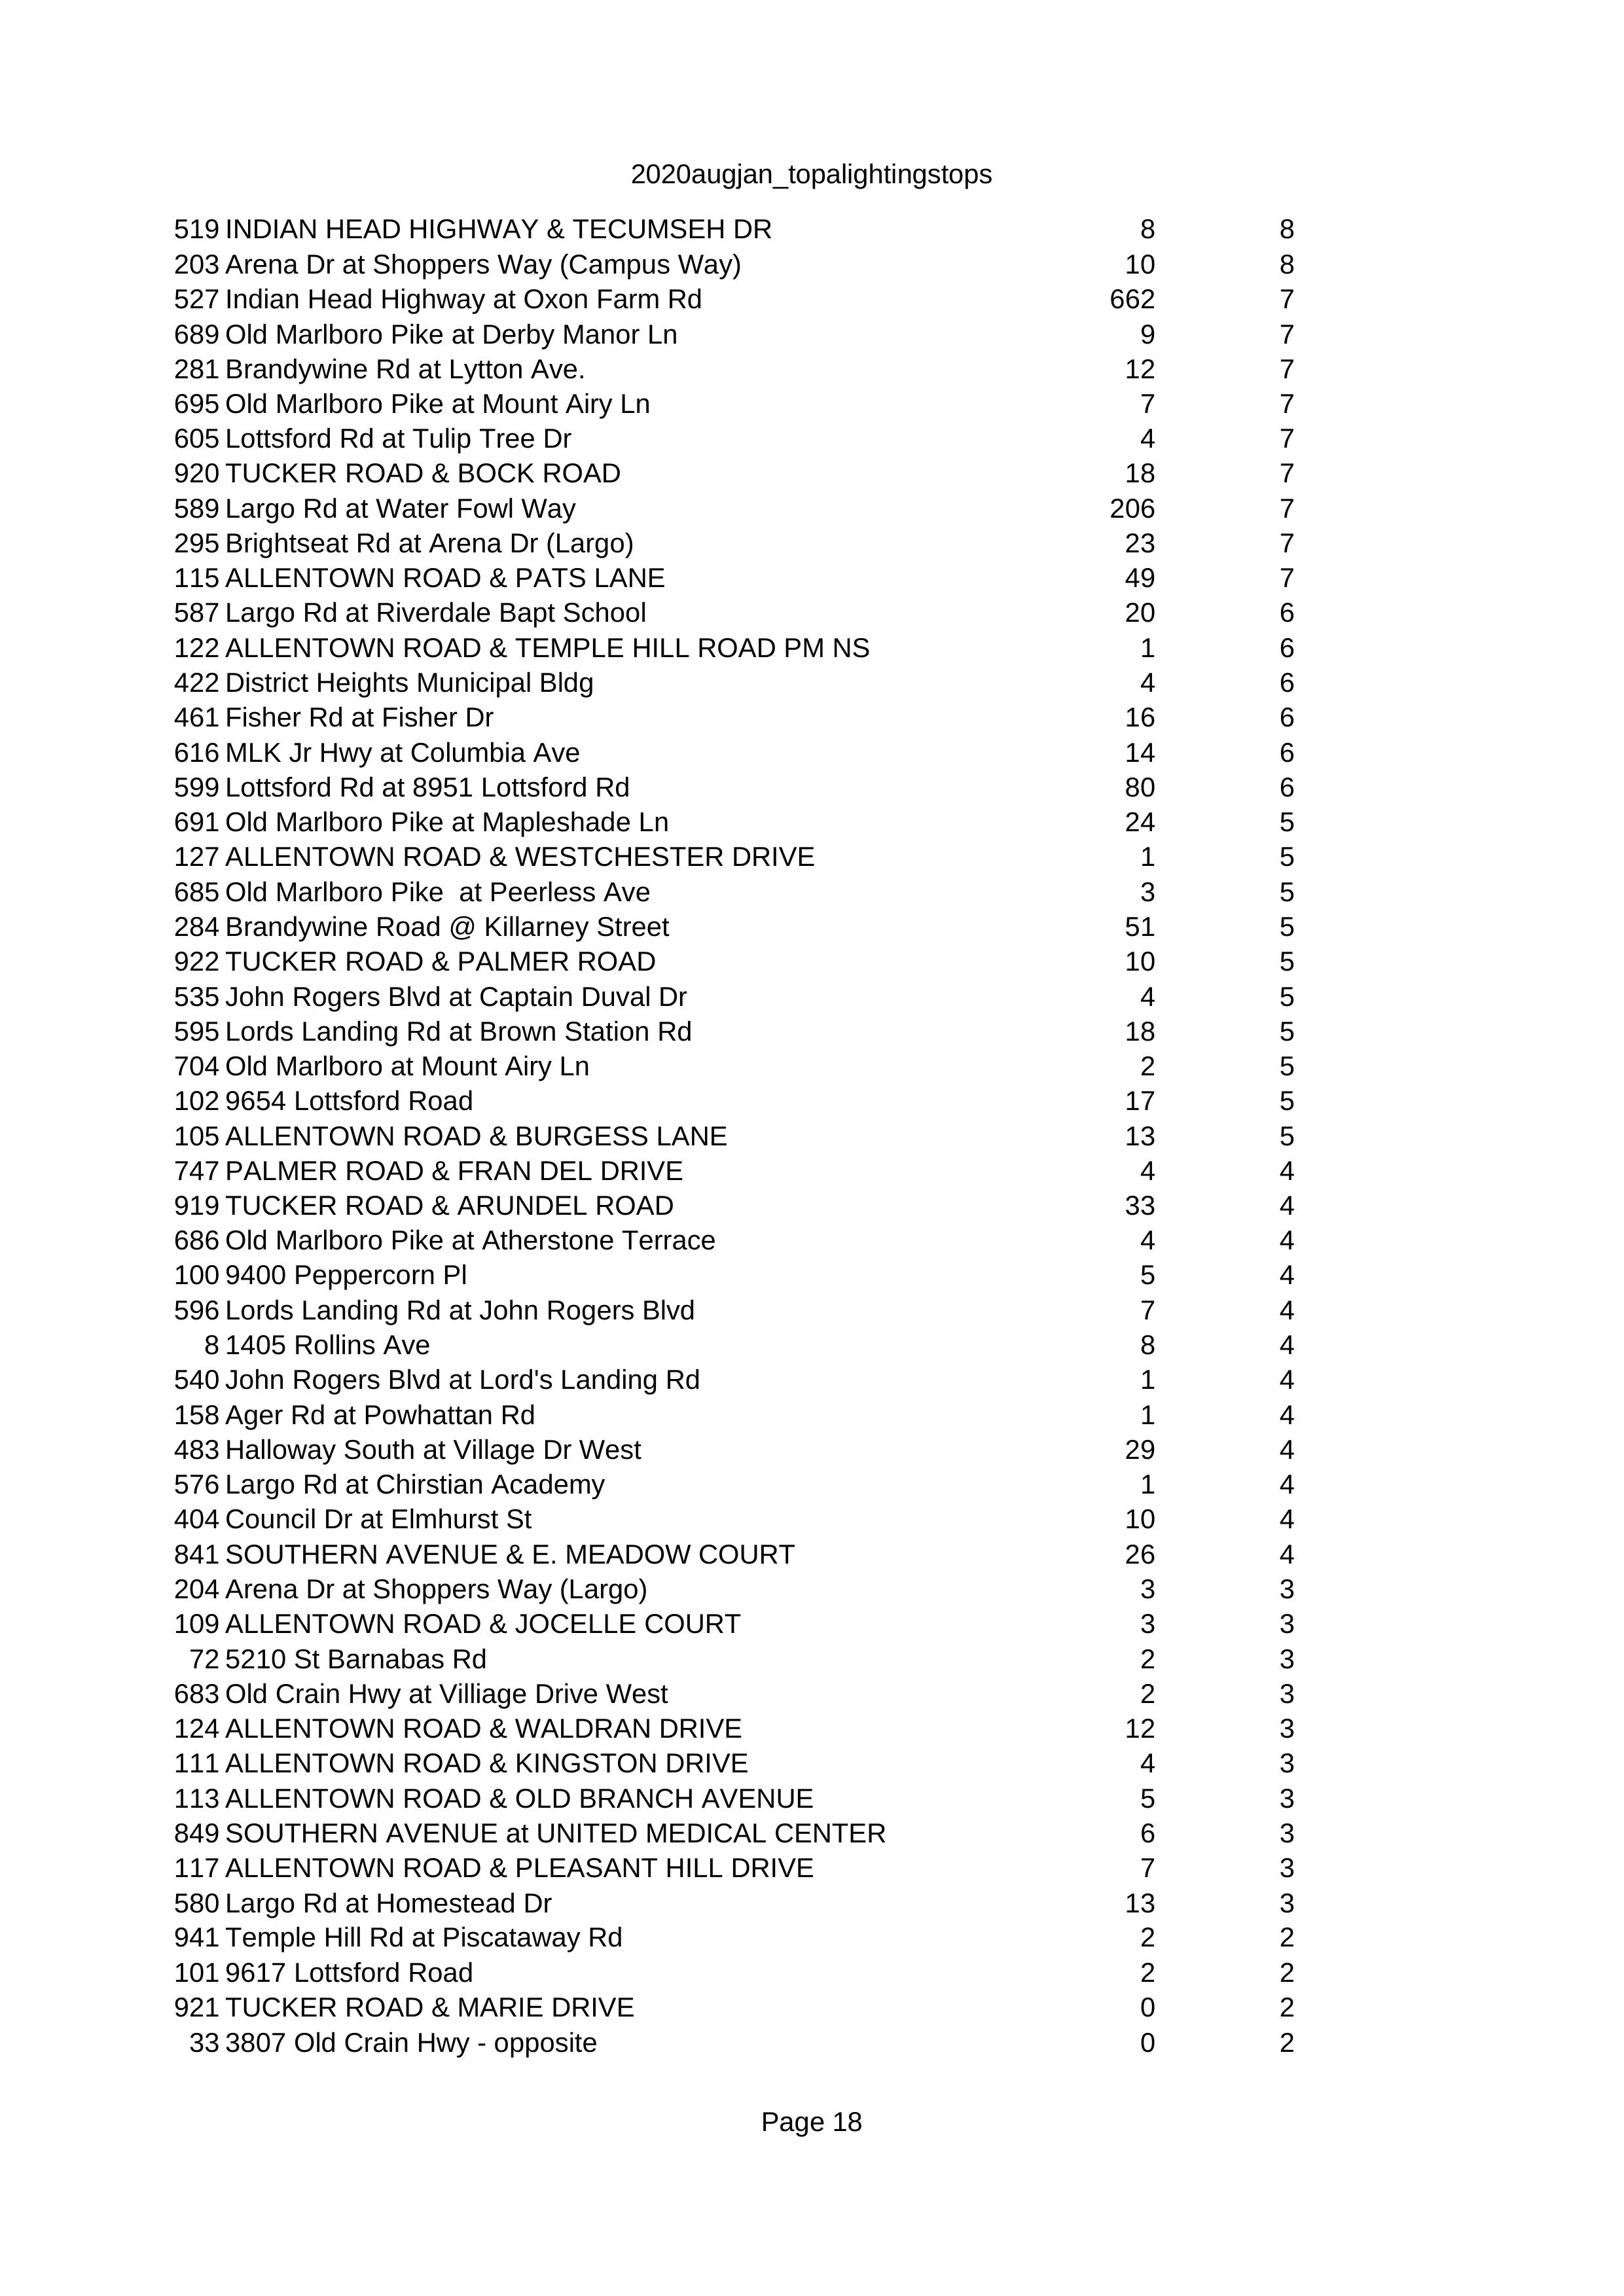 2020augjan_topalightingstops
519 INDIAN HEAD HIGHWAY & TECUMSEH DR 8 8
203 Arena Dr at Shoppers Way (Campus Way) 10 8
527 Indian Head Highway at Oxon Farm Rd 662 7
689 Old Marlboro Pike at Derby Manor Ln 9 7
281 Brandywine Rd at Lytton Ave. 12 7
695 Old Marlboro Pike at Mount Airy Ln 7 7
605 Lottsford Rd at Tulip Tree Dr 4 7
920 TUCKER ROAD & BOCK ROAD 18 7
589 Largo Rd at Water Fowl Way 206 7
295 Brightseat Rd at Arena Dr (Largo) 23 7
115 ALLENTOWN ROAD & PATS LANE 49 7
587 Largo Rd at Riverdale Bapt School 20 6
122 ALLENTOWN ROAD & TEMPLE HILL ROAD PM NS 1 6
422 District Heights Municipal Bldg 4 6
461 Fisher Rd at Fisher Dr 16 6
616 MLK Jr Hwy at Columbia Ave 14 6
599 Lottsford Rd at 8951 Lottsford Rd 80 6
691 Old Marlboro Pike at Mapleshade Ln 24 5
127 ALLENTOWN ROAD & WESTCHESTER DRIVE 1 5
685 Old Marlboro Pike  at Peerless Ave 3 5
284 Brandywine Road @ Killarney Street 51 5
922 TUCKER ROAD & PALMER ROAD 10 5
535 John Rogers Blvd at Captain Duval Dr 4 5
595 Lords Landing Rd at Brown Station Rd 18 5
704 Old Marlboro at Mount Airy Ln 2 5
102 9654 Lottsford Road 17 5
105 ALLENTOWN ROAD & BURGESS LANE 13 5
747 PALMER ROAD & FRAN DEL DRIVE 4 4
919 TUCKER ROAD & ARUNDEL ROAD 33 4
686 Old Marlboro Pike at Atherstone Terrace 4 4
100 9400 Peppercorn Pl 5 4
596 Lords Landing Rd at John Rogers Blvd 7 4
8 1405 Rollins Ave 8 4
540 John Rogers Blvd at Lord's Landing Rd 1 4
158 Ager Rd at Powhattan Rd 1 4
483 Halloway South at Village Dr West 29 4
576 Largo Rd at Chirstian Academy 1 4
404 Council Dr at Elmhurst St 10 4
841 SOUTHERN AVENUE & E. MEADOW COURT 26 4
204 Arena Dr at Shoppers Way (Largo) 3 3
109 ALLENTOWN ROAD & JOCELLE COURT 3 3
72 5210 St Barnabas Rd 2 3
683 Old Crain Hwy at Villiage Drive West 2 3
124 ALLENTOWN ROAD & WALDRAN DRIVE 12 3
111 ALLENTOWN ROAD & KINGSTON DRIVE 4 3
113 ALLENTOWN ROAD & OLD BRANCH AVENUE 5 3
849 SOUTHERN AVENUE at UNITED MEDICAL CENTER 6 3
117 ALLENTOWN ROAD & PLEASANT HILL DRIVE 7 3
580 Largo Rd at Homestead Dr 13 3
941 Temple Hill Rd at Piscataway Rd 2 2
101 9617 Lottsford Road 2 2
921 TUCKER ROAD & MARIE DRIVE 0 2
33 3807 Old Crain Hwy - opposite 0 2
Page 18